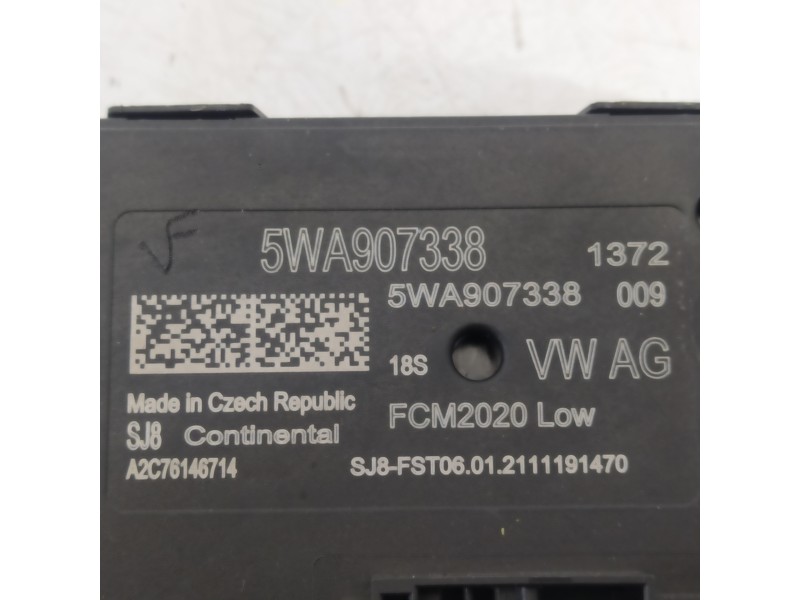 5WA907338 1372
5WA907338 009
18S VW AG
Made in Czech Republic
FCM2020 Low
SJ8 Continental
A2C76146714 SJ8-FST06.01.2111191470